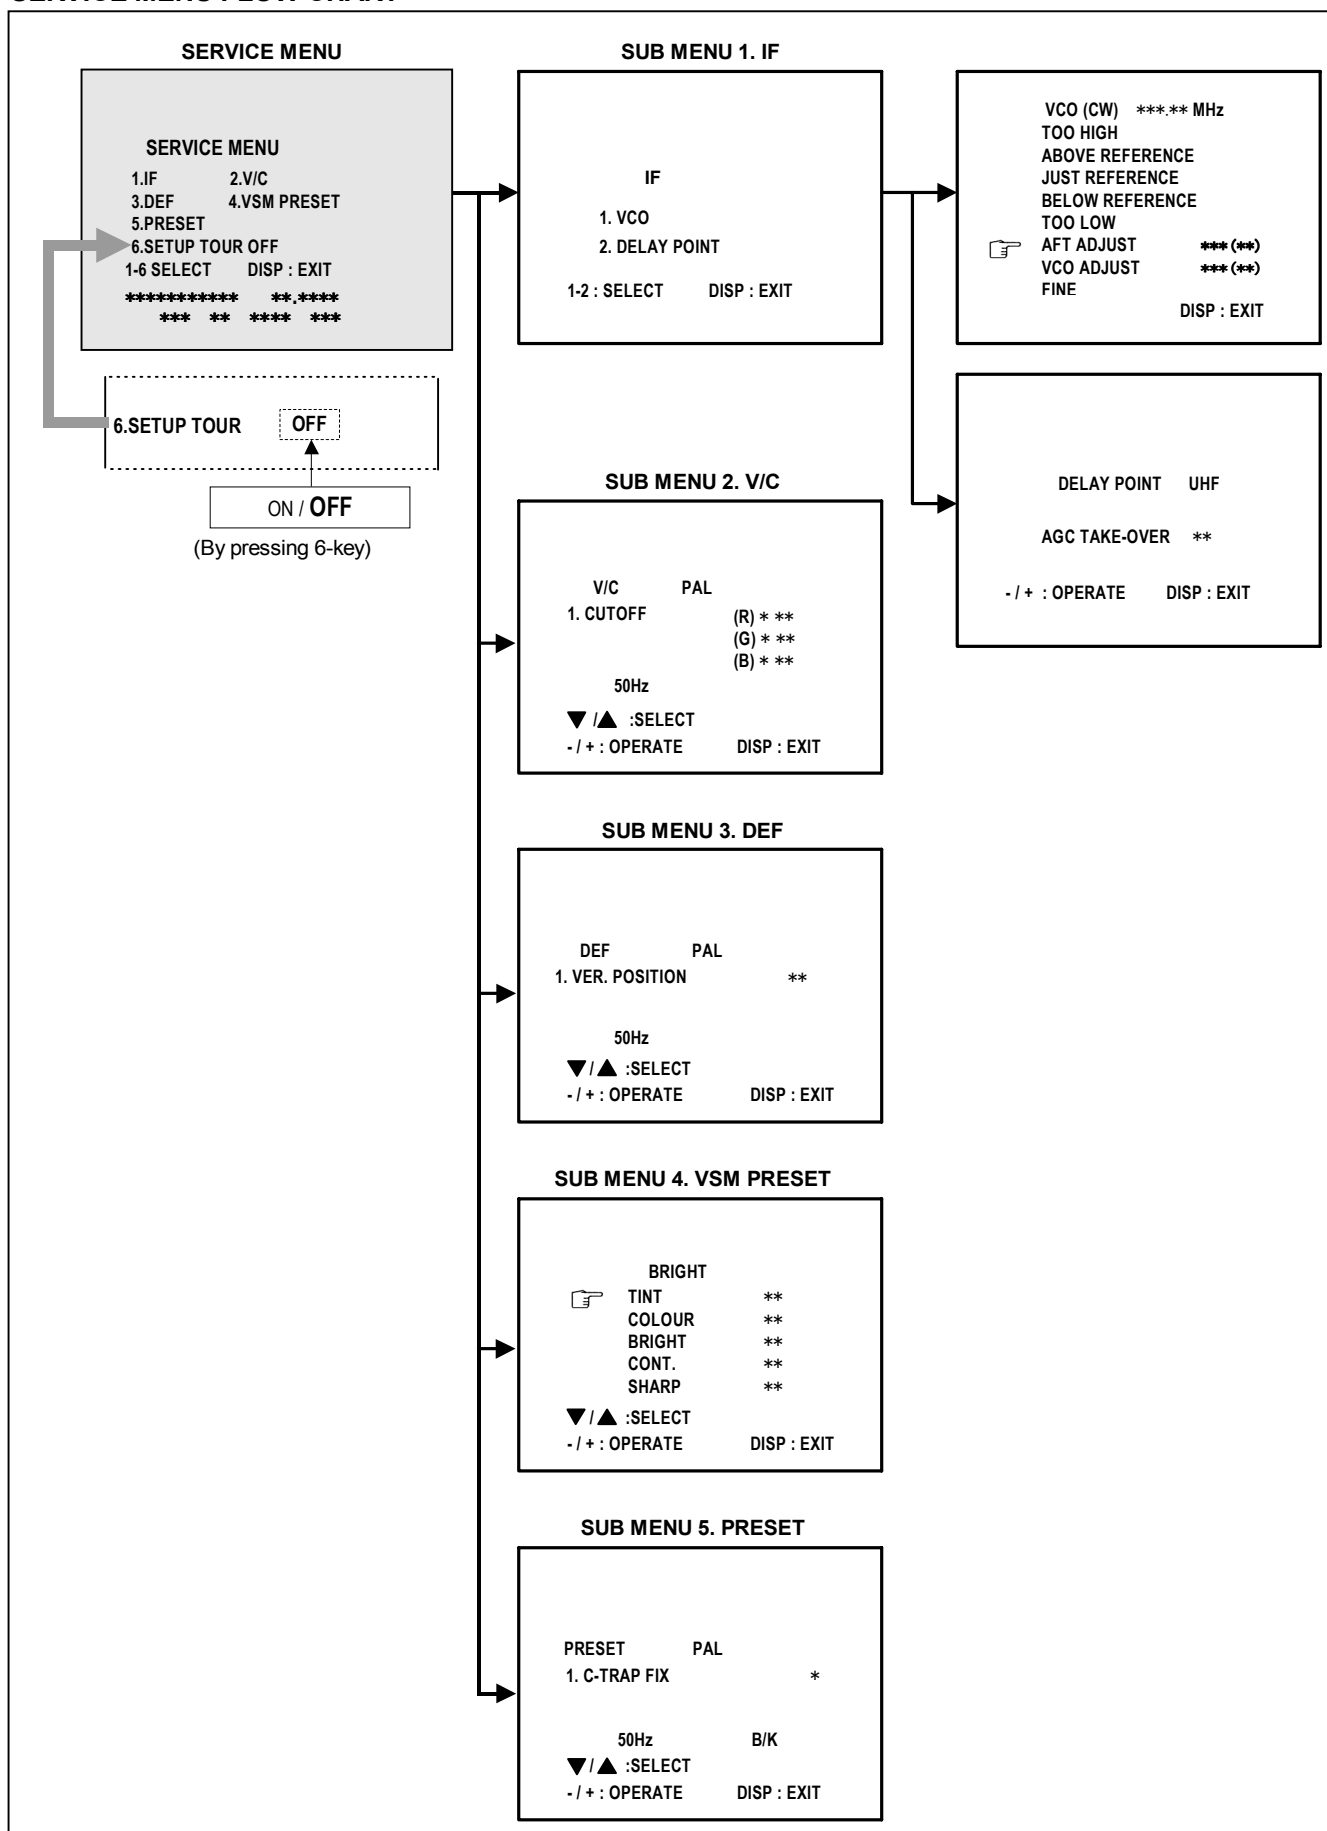 SERVICE MENU FLOW CHART
SERVICE MENU
SERVICE MENU
1.IF 2.V/C
3.DEF 4.VSM PRESET
5.PRESET
6.SETUP TOUR OFF
1-6 SELECT DISP : EXIT
*********** **.****
*** ** **** ***
6.SETUP TOUR OFF
ON / OFF
(By pressing 6-key)
SUB MENU 1. IF
IF
1. VCO
2. DELAY POINT
1-2 : SELECT DISP : EXIT
VCO (CW) ***.** MHz
TOO HIGH
ABOVE REFERENCE
JUST REFERENCE
BELOW REFERENCE
TOO LOW
AFT ADJUST ***(**)
VCO ADJUST ***(**)
FINE
DISP : EXIT
DELAY POINT UHF
AGC TAKE-OVER **
- / + : OPERATE DISP : EXIT
SUB MENU 2. V/C
V/C PAL
1. CUTOFF (R) * **
(G) * **
(B) * **
50Hz
▼ /▲ :SELECT
- / + : OPERATE DISP : EXIT
SUB MENU 3. DEF
DEF PAL
1. VER. POSITION **
50Hz
▼/▲ :SELECT
- / + : OPERATE DISP : EXIT
SUB MENU 4. VSM PRESET
BRIGHT
TINT **
COLOUR **
BRIGHT **
CONT. **
SHARP **
▼/▲ :SELECT
- / + : OPERATE DISP : EXIT
SUB MENU 5. PRESET
PRESET PAL
1. C-TRAP FIX *
50Hz B/K
▼/▲ :SELECT
- / + : OPERATE DISP : EXIT